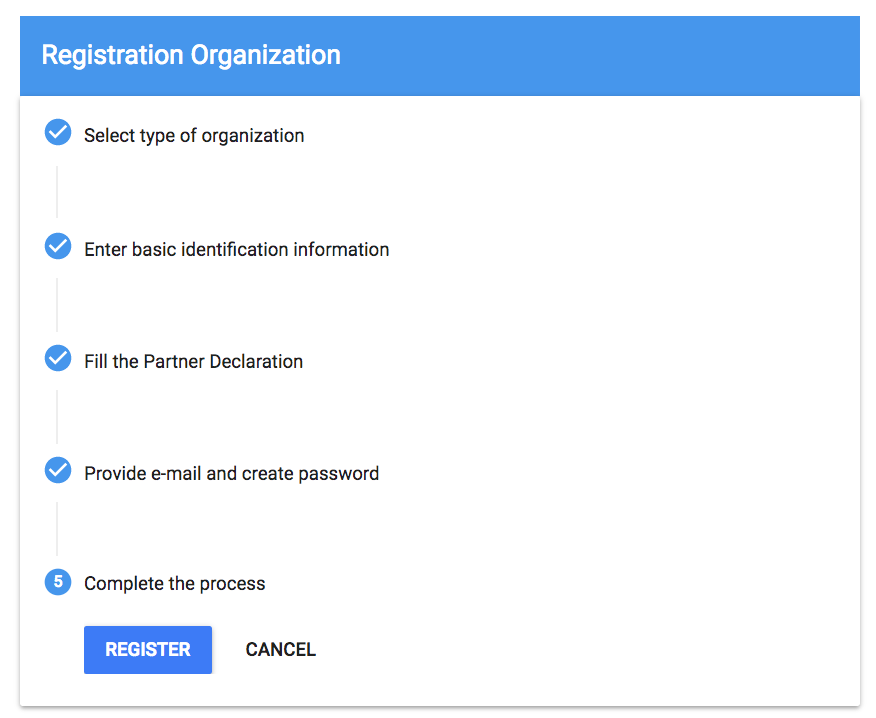 Registration Organization
Select type of organization
Enter basic identification information
Fill the Partner Declaration
Provide e-mail and create password
5 Complete the process
REGISTER CANCEL